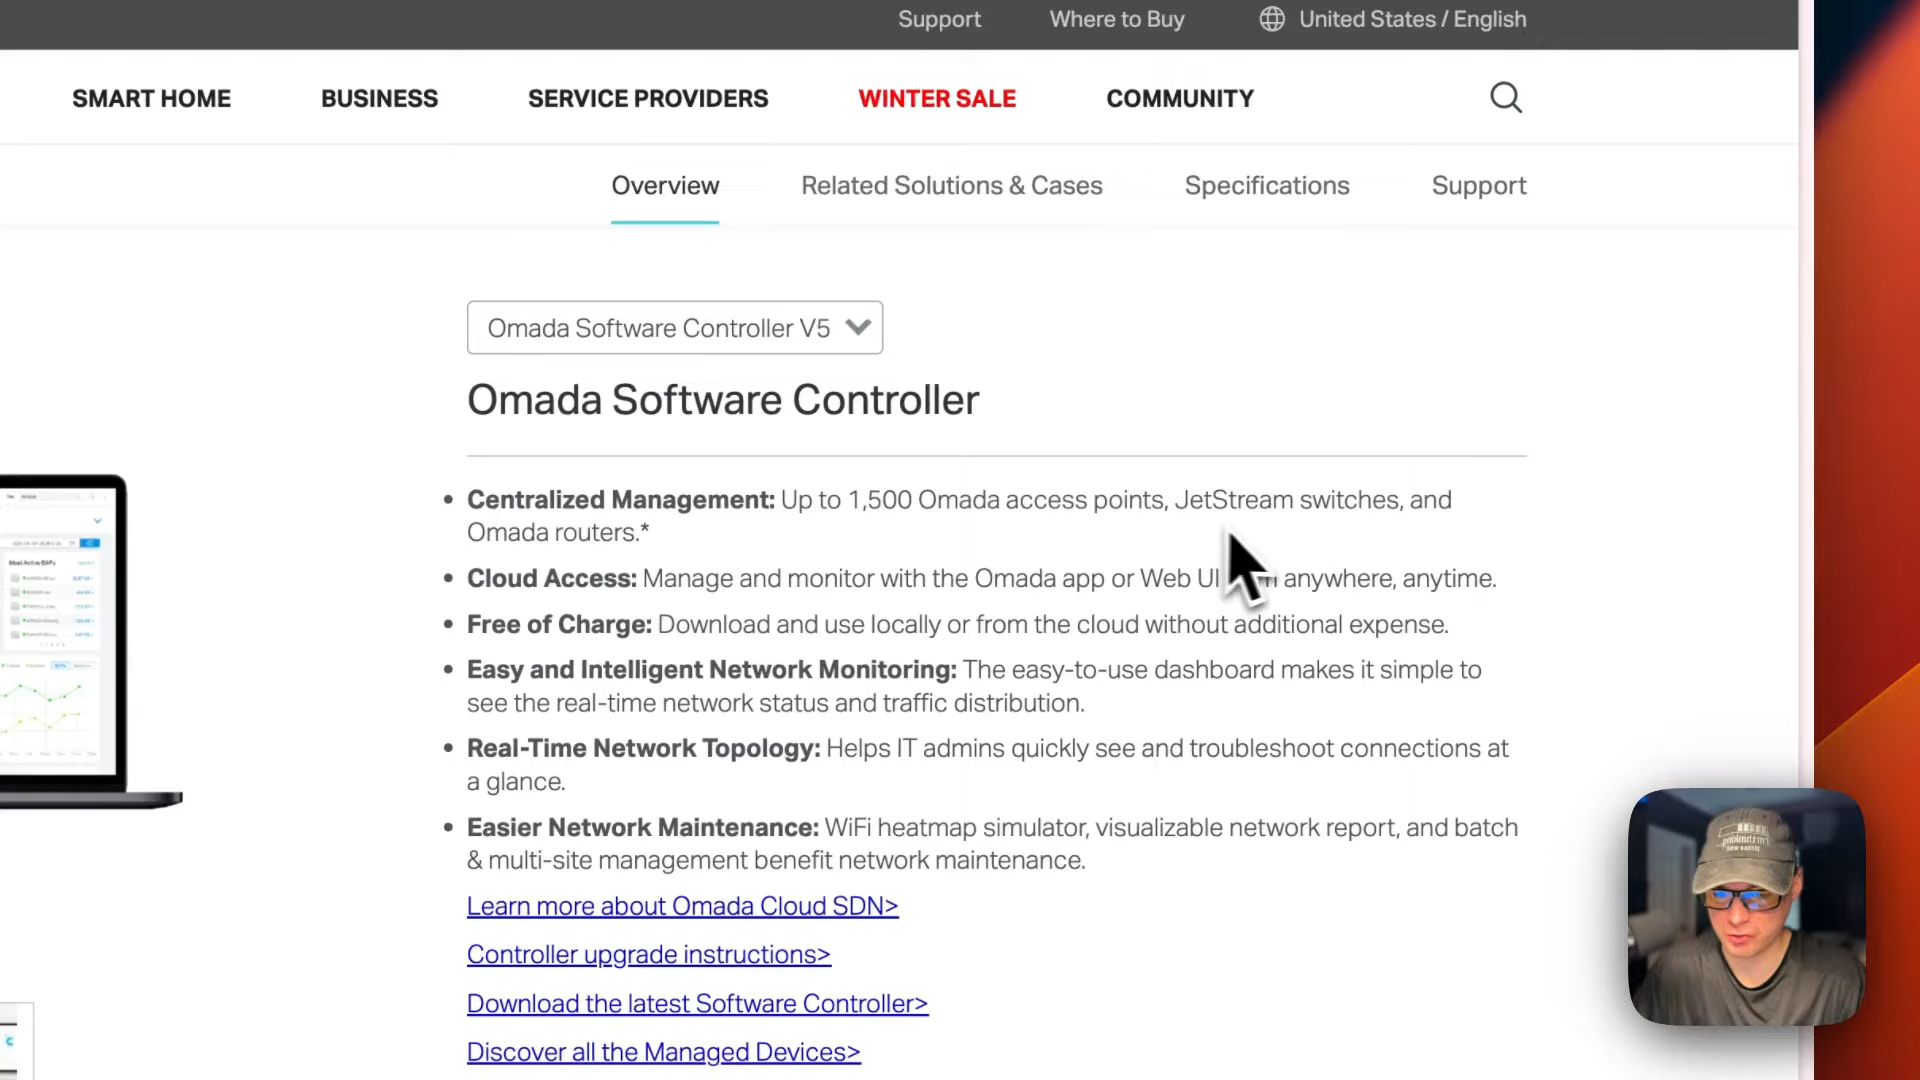 Support
Where to Buy
United States / English
SMART HOME
BUSINESS
SERVICE PROVIDERS
WINTER SALE
COMMUNITY
Overview
Related Solutions & Cases
Specifications
Support
Omada Software Controller V5
Omada Software Controller
Centralized Management: Up to 1,500 Omada access points, JetStream switches, and
Omada routers.*
Cloud Access: Manage and monitor with the Omada app or Web UI anywhere, anytime.
Free of Charge: Download and use locally or from the cloud without additional expense.
Easy and Intelligent Network Monitoring: The easy-to-use dashboard makes it simple to
see the real-time network status and traffic distribution.
Real-Time Network Topology: Helps IT admins quickly see and troubleshoot connections at
a glance.
Easier Network Maintenance: WiFi heatmap simulator, visualizable network report, and batch
& multi-site management benefit network maintenance.
Learn more about Omada Cloud SDN>
Controller upgrade instructions>
Download the latest Software Controller>
Discover all the Managed Devices>